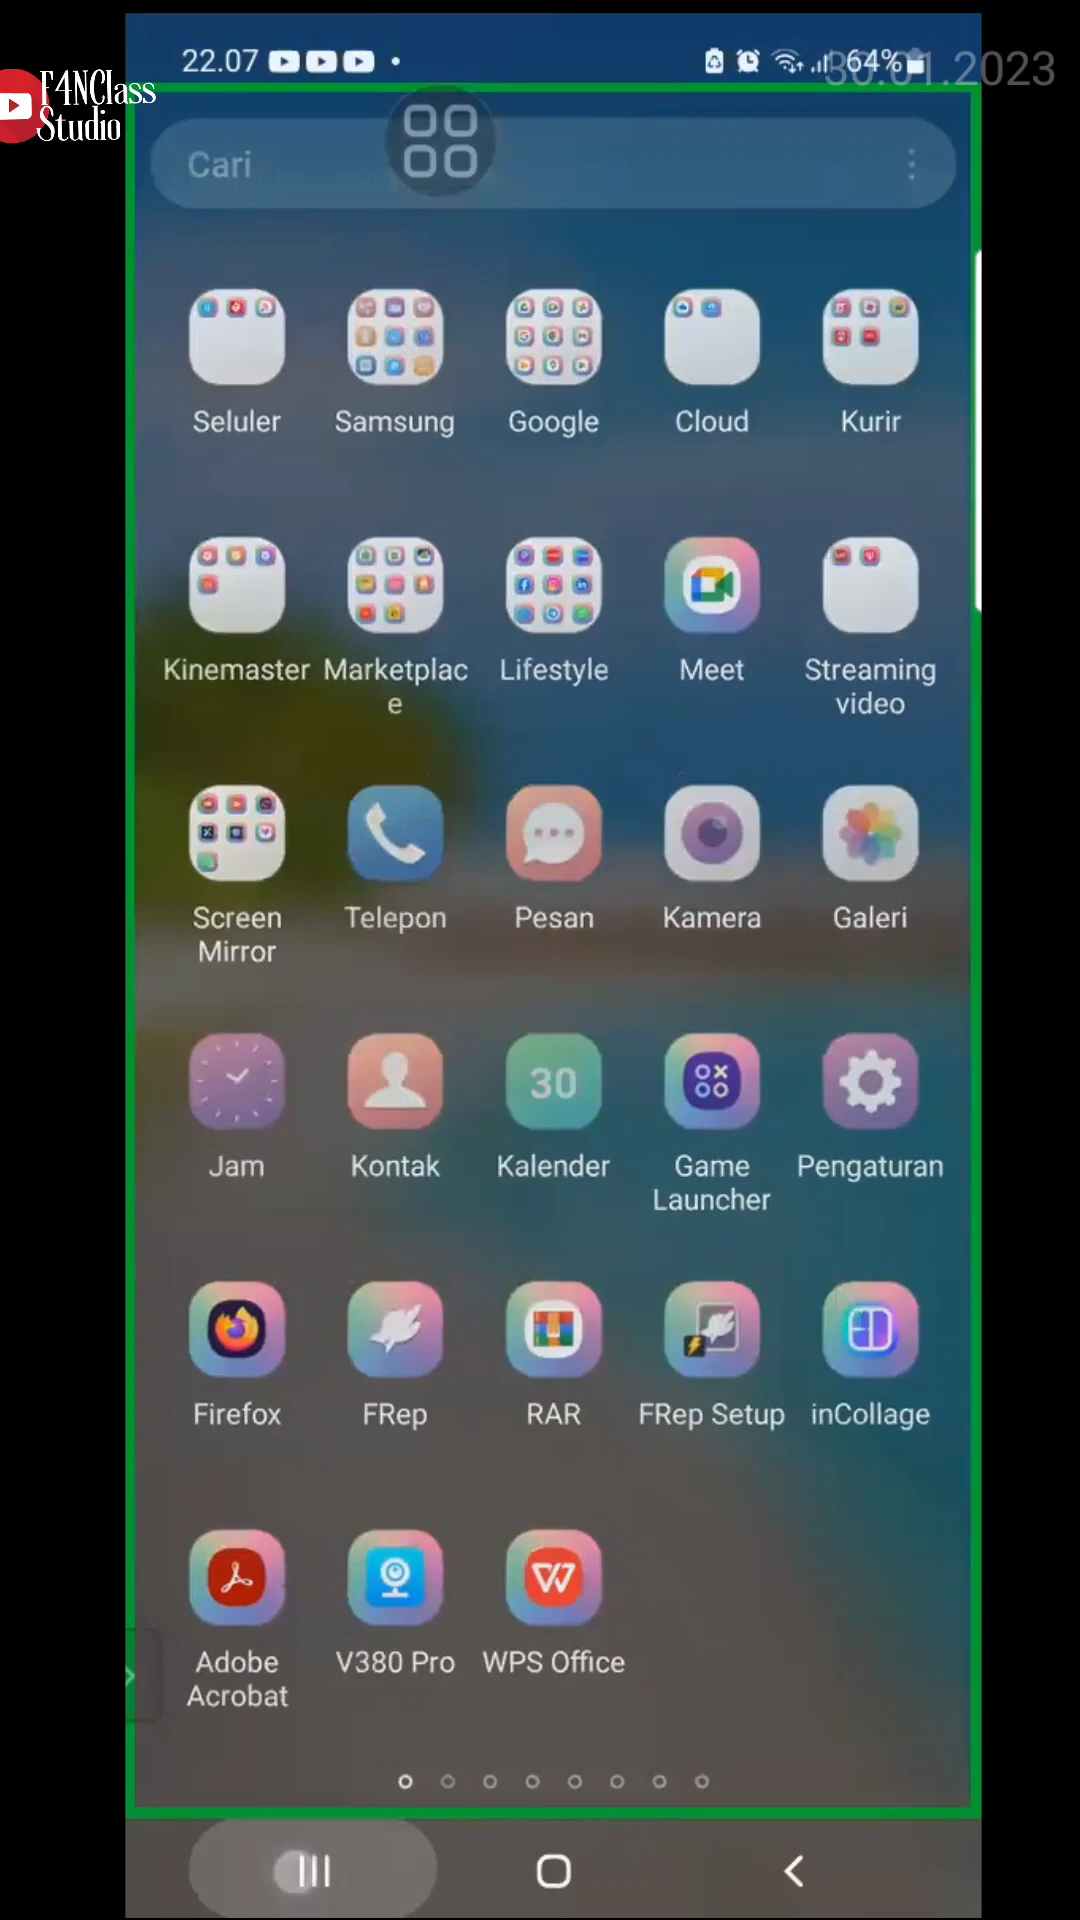 22.07
64%
30.01.2023
F4NClass
Studio
Cari
Seluler
Samsung
Google
Cloud
Kurir
Kinemaster
Marketplac
e
Lifestyle
Meet
Streaming
video
Screen
Mirror
Telepon
Pesan
Kamera
Galeri
30
Jam
Kontak
Kalender
Game
Launcher
Pengaturan
Firefox
FRep
RAR
FRep Setup
inCollage
Adobe
Acrobat
V380 Pro
WPS Office